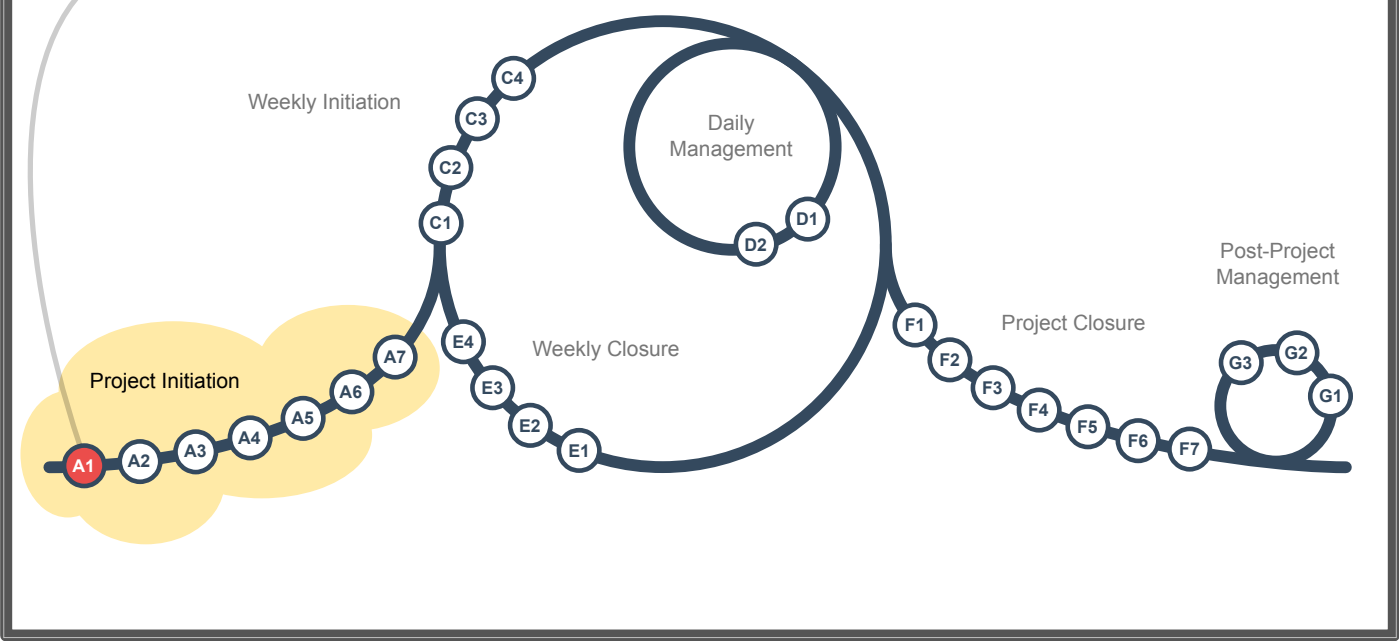 Weekly Initiation
C4
C3
C2
C1
Daily
Management
D1
D2
Project Initiation
A1
A2
A3
A4
A5
A6
A7
Weekly Closure
E4
E3
E2
E1
Project Closure
F1
F2
F3
F4
F5
F6
F7
Post-Project
Management
G3
G2
G1